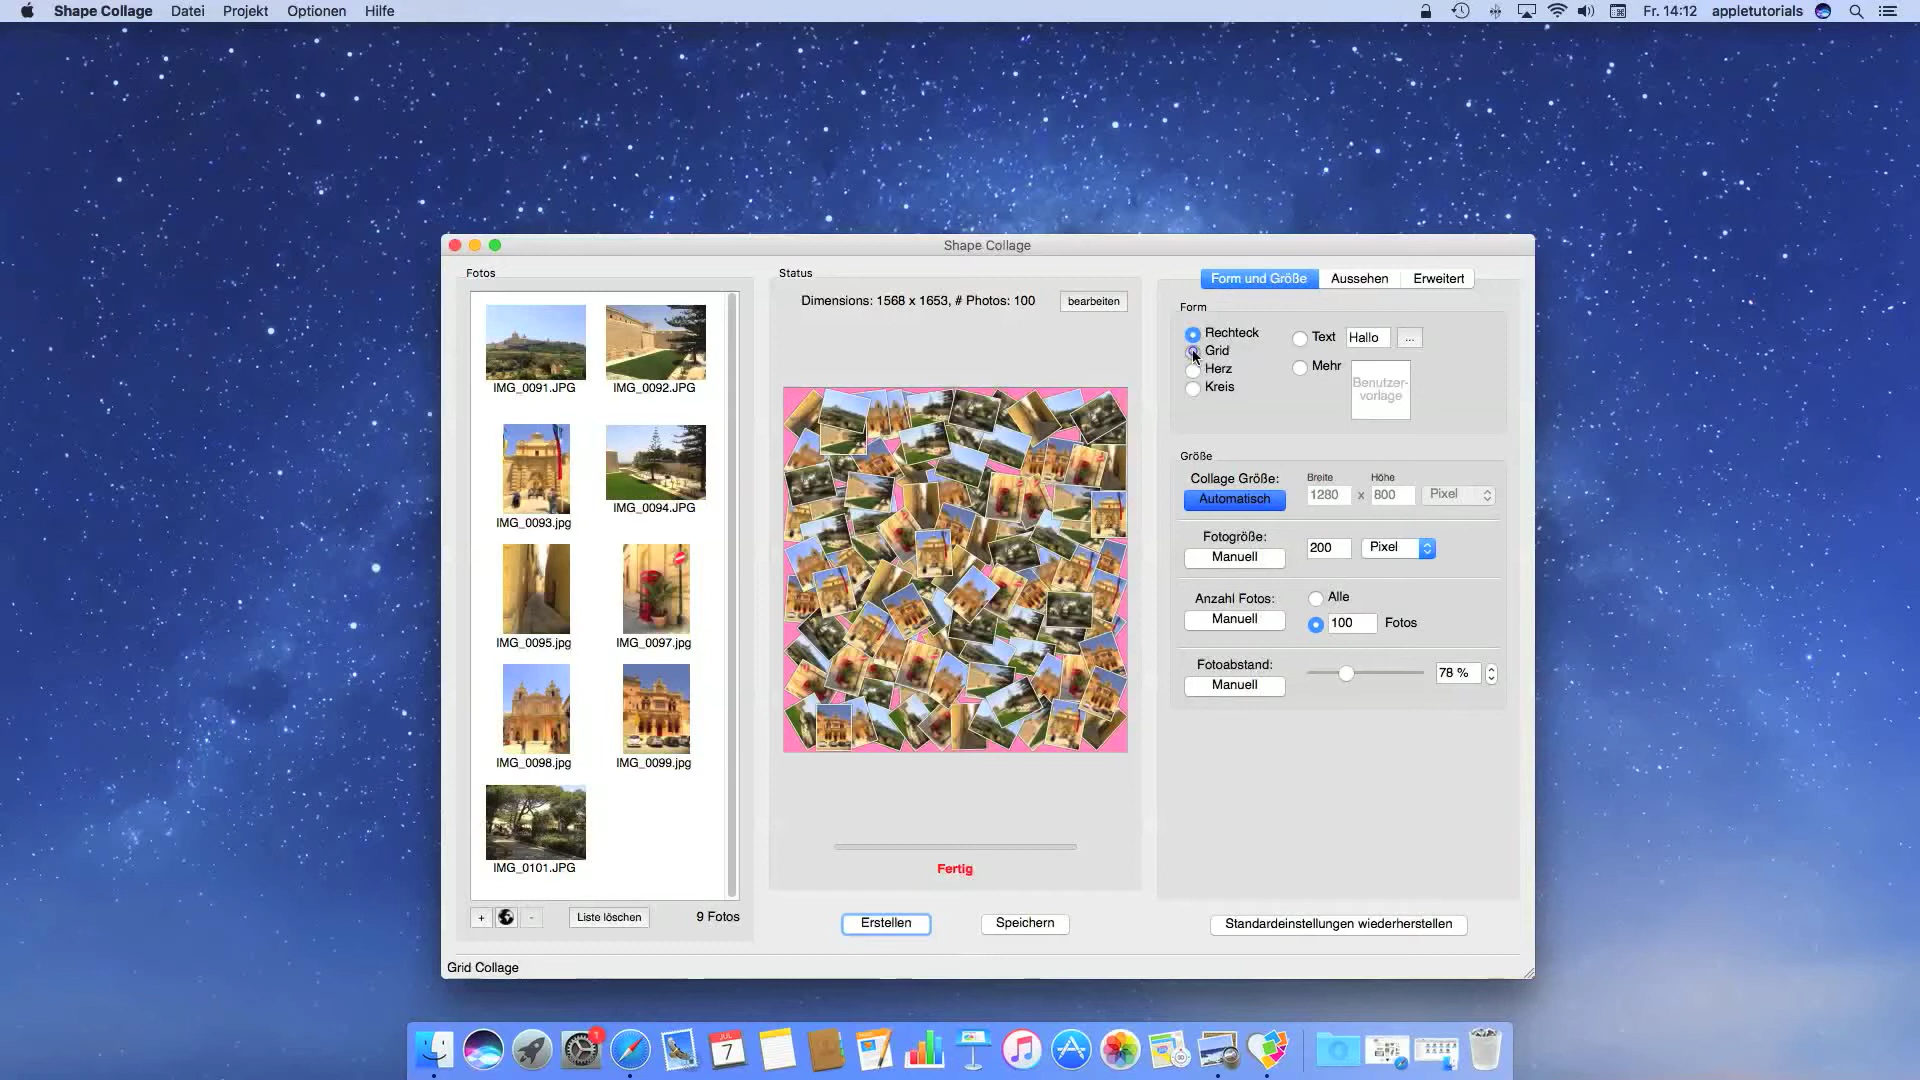 Shape Collage Datei Projekt Optionen Hilfe Fr. 14:12 appletutorials
Shape Collage
Fotos
IMG_0091.JPG IMG_0092.JPG
IMG_0093.jpg IMG_0094.JPG
IMG_0095.jpg IMG_0097.jpg
IMG_0098.jpg IMG_0099.jpg
IMG_0101.JPG
+ - Liste löschen 9 Fotos
Status
Dimensions: 1568 x 1653, # Photos: 100 bearbeiten
Fertig
Erstellen Speichern
Form und Größe Aussehen Erweitert
Form
Rechteck
Grid
Herz
Kreis
Text Hallo ...
Mehr
Benutzer-
vorlage
Größe
Collage Größe: Breite Höhe
Automatisch 1280 x 800 Pixel
Fotogröße:
Manuell 200 Pixel
Anzahl Fotos: Alle
Manuell 100 Fotos
Fotoabstand:
Manuell 78 %
Standardeinstellungen wiederherstellen
Grid Collage
1
JUL
7